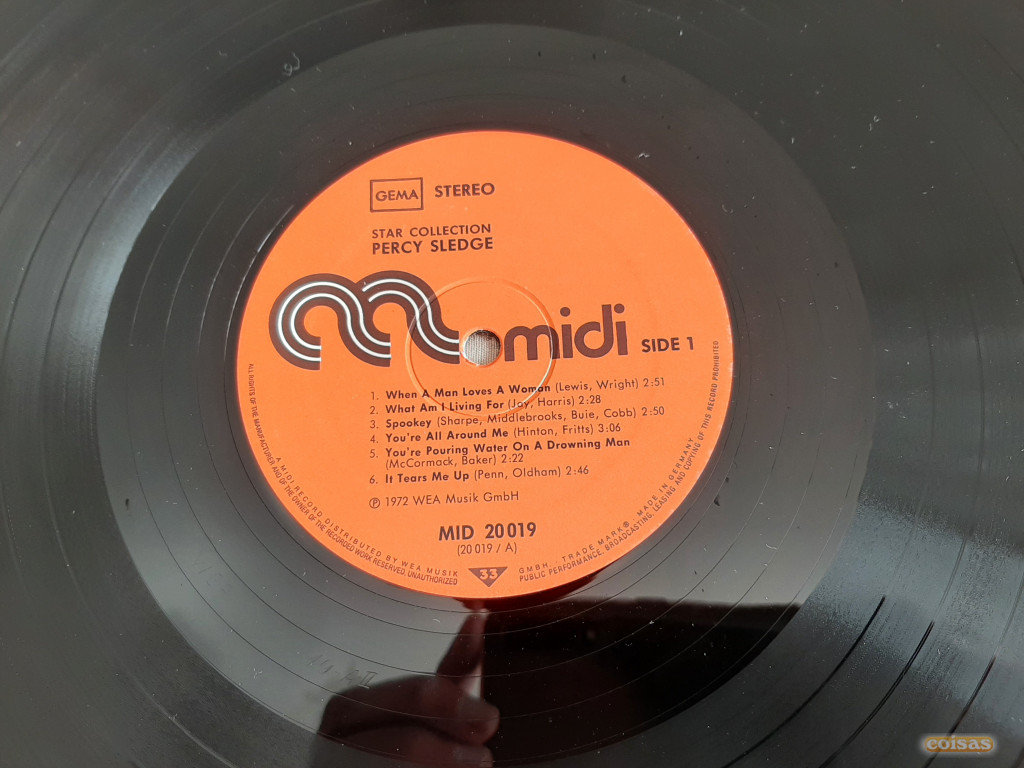 GEMA STEREO
STAR COLLECTION
PERCY SLEDGE
midi SIDE 1
1. When A Man Loves A Woman (Lewis, Wright) 2:51
2. What Am I Living For (Jay, Harris) 2:28
3. Spookey (Sharpe, Middlebrooks, Buie, Cobb) 2:50
4. You're All Around Me (Hinton, Fritts) 3:06
5. You're Pouring Water On A Drowning Man
(McCormack, Baker) 2:22
6. It Tears Me Up (Penn, Oldham) 2:46
℗ 1972 WEA Musik GmbH
MID 20 019
(20 019 / A)
33
A MIDI RECORD DISTRIBUTED BY WEA MUSIK GMBH. TRADE MARK®. MADE IN GERMANY
ALL RIGHTS OF THE MANUFACTURER AND OF THE OWNER OF THE RECORDED WORK RESERVED. UNAUTHORIZED PUBLIC PERFORMANCE, BROADCASTING, LEASING AND COPYING OF THIS RECORD PROHIBITED
coisas